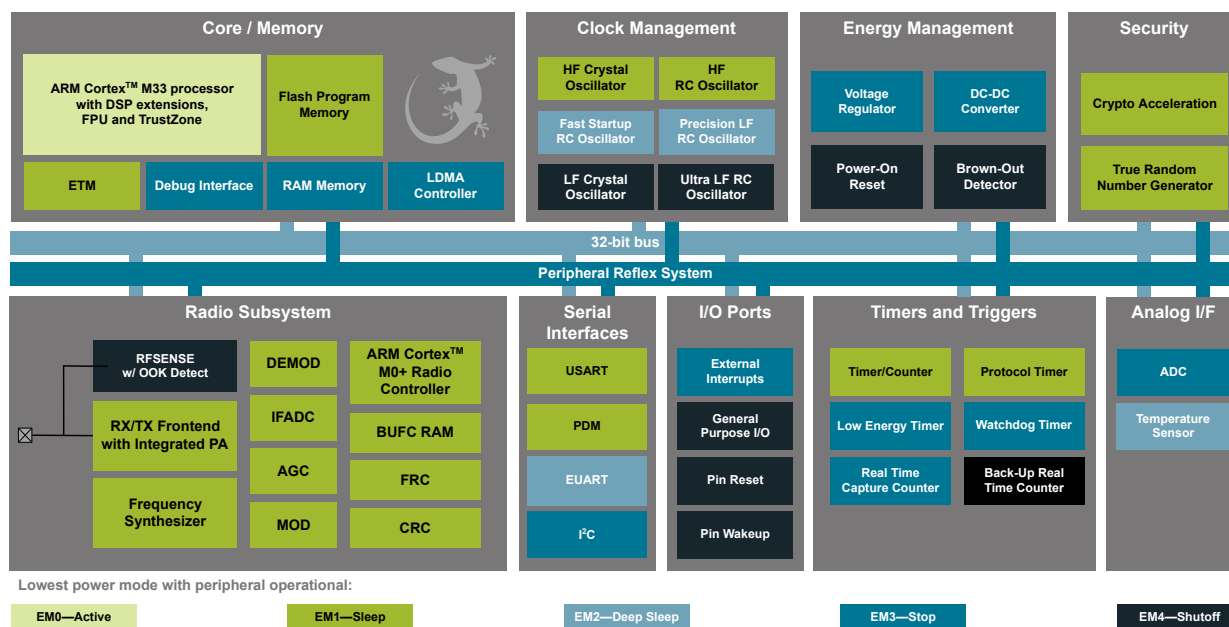 Core / Memory
ARM Cortex™ M33 processor
with DSP extensions,
FPU and TrustZone
Flash Program
Memory
ETM
Debug Interface
RAM Memory
LDMA
Controller
Clock Management
HF Crystal
Oscillator
HF
RC Oscillator
Fast Startup
RC Oscillator
Precision LF
RC Oscillator
LF Crystal
Oscillator
Ultra LF RC
Oscillator
Energy Management
Voltage
Regulator
DC-DC
Converter
Power-On
Reset
Brown-Out
Detector
Security
Crypto Acceleration
True Random
Number Generator
32-bit bus
Peripheral Reflex System
Radio Subsystem
RFSENSE
w/ OOK Detect
RX/TX Frontend
with Integrated PA
Frequency
Synthesizer
DEMOD
IFADC
AGC
MOD
ARM Cortex™
M0+ Radio
Controller
BUFC RAM
FRC
CRC
Serial
Interfaces
USART
PDM
EUART
I²C
I/O Ports
External
Interrupts
General
Purpose I/O
Pin Reset
Pin Wakeup
Timers and Triggers
Timer/Counter
Protocol Timer
Low Energy Timer
Watchdog Timer
Real Time
Capture Counter
Back-Up Real
Time Counter
Analog I/F
ADC
Temperature
Sensor
Lowest power mode with peripheral operational:
EM0—Active
EM1—Sleep
EM2—Deep Sleep
EM3—Stop
EM4—Shutoff